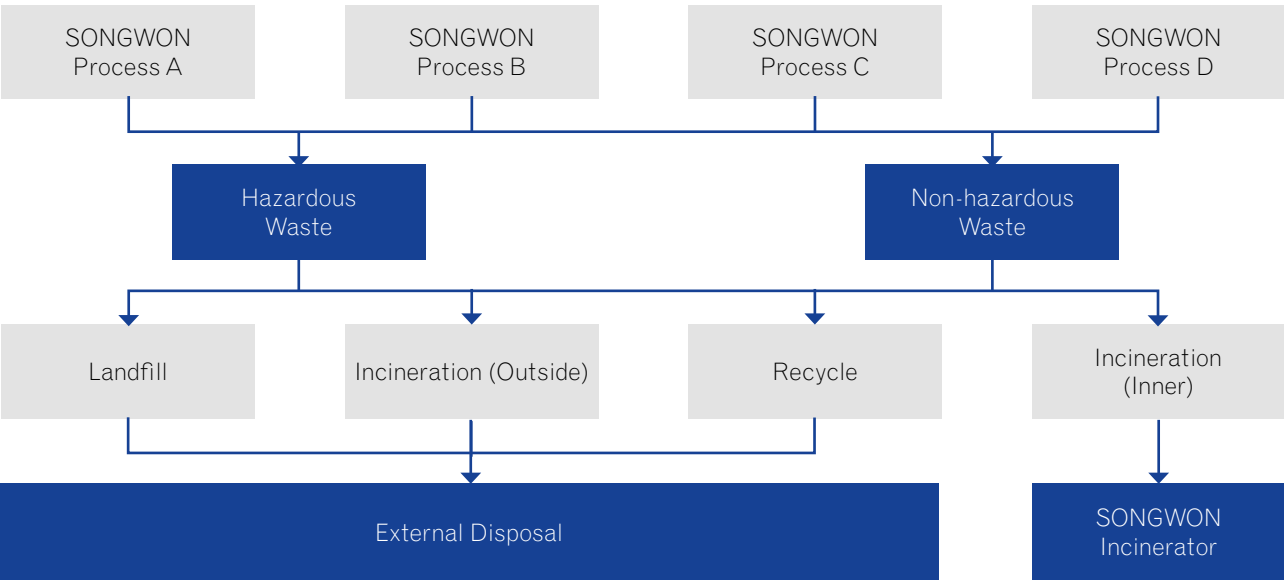 SONGWON
Process A
SONGWON
Process B
SONGWON
Process C
SONGWON
Process D
Hazardous
Waste
Non-hazardous
Waste
Landfill
Incineration (Outside)
Recycle
Incineration
(Inner)
External Disposal
SONGWON
Incinerator